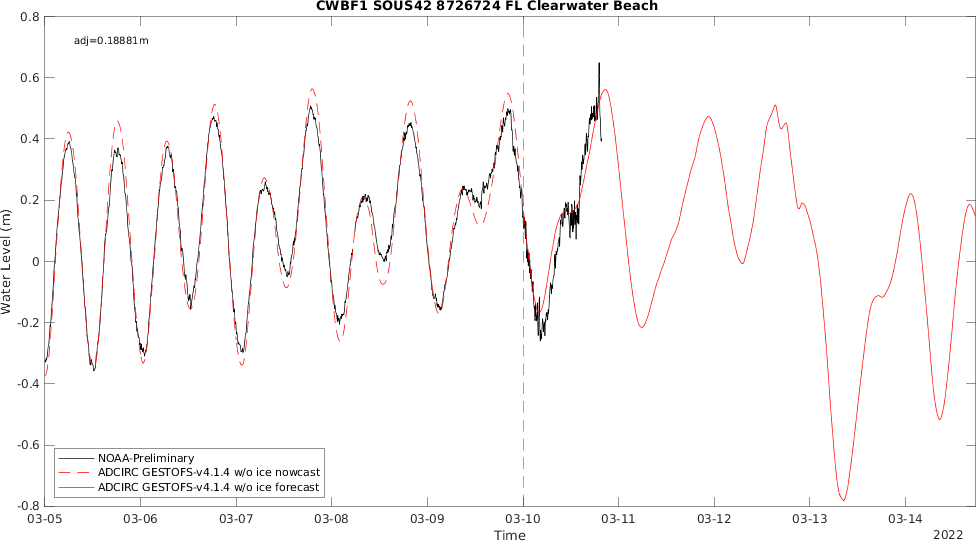 CWBF1 SOUS42 8726724 FL Clearwater Beach
adj=0.18881m
0.8
0.6
0.4
0.2
0
-0.2
-0.4
-0.6
-0.8
Water Level (m)
NOAA-Preliminary
ADCIRC GESTOFS-v4.1.4 w/o ice nowcast
ADCIRC GESTOFS-v4.1.4 w/o ice forecast
03-05 03-06 03-07 03-08 03-09 03-10 03-11 03-12 03-13 03-14
Time
2022